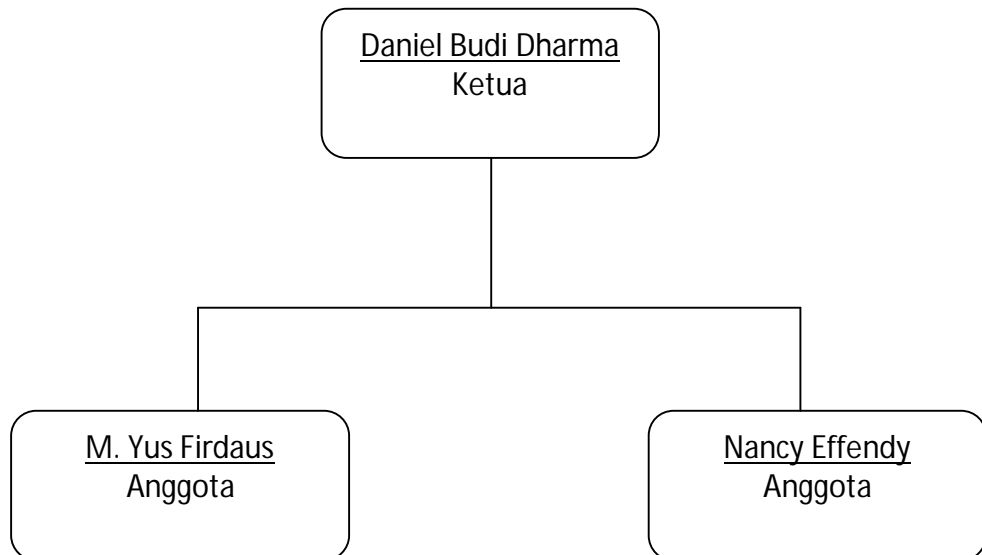 Daniel Budi Dharma
Ketua
M. Yus Firdaus
Anggota
Nancy Effendy
Anggota